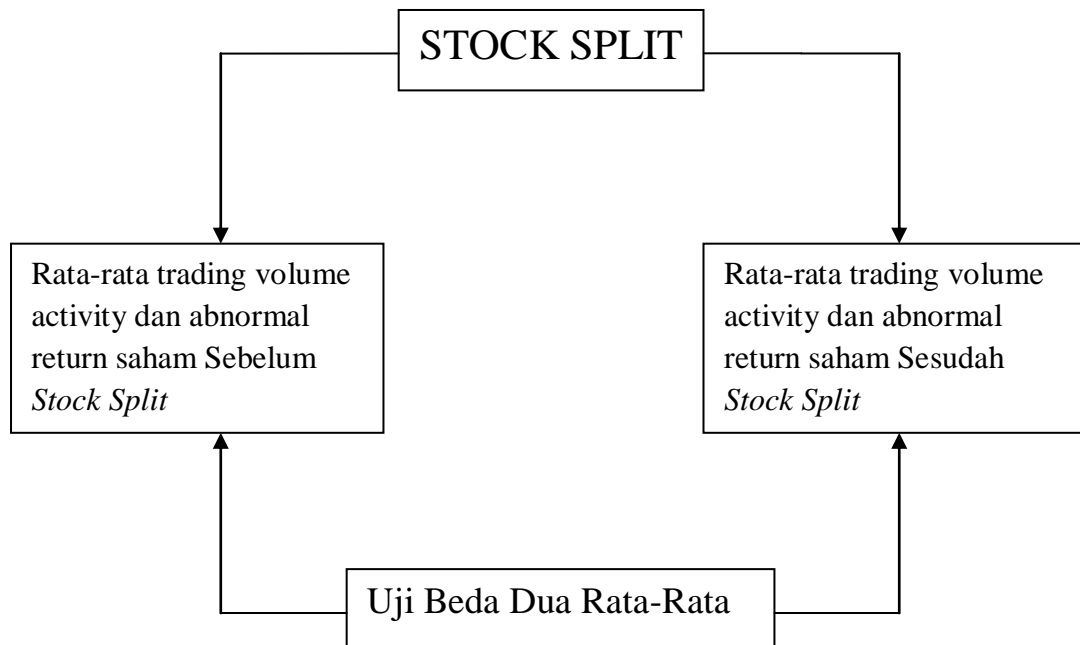 STOCK SPLIT
Rata-rata trading volume
activity dan abnormal
return saham Sebelum
Stock Split
Rata-rata trading volume
activity dan abnormal
return saham Sesudah
Stock Split
Uji Beda Dua Rata-Rata